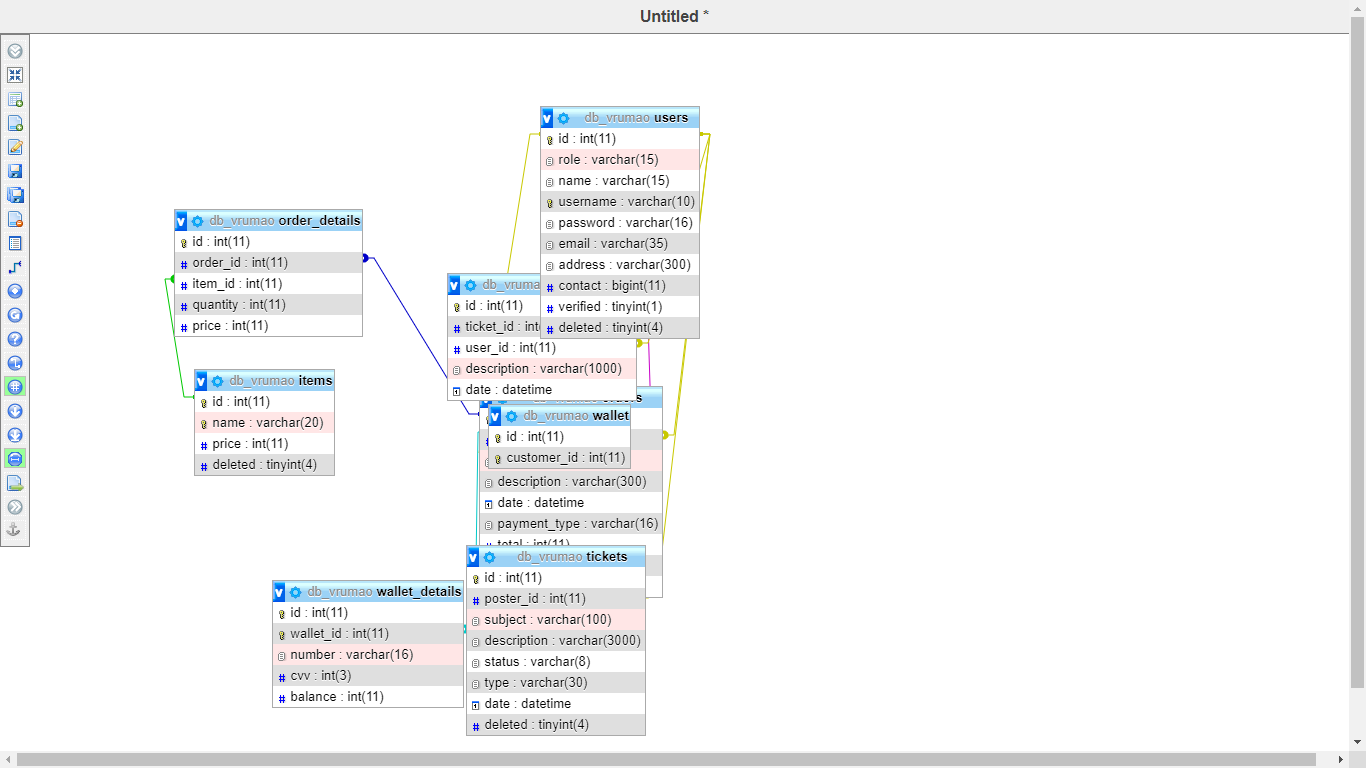 Untitled *
db_vrumao users
id : int(11)
role : varchar(15)
name : varchar(15)
username : varchar(10)
password : varchar(16)
email : varchar(35)
address : varchar(300)
contact : bigint(11)
verified : tinyint(1)
deleted : tinyint(4)
db_vrumao order_details
id : int(11)
order_id : int(11)
item_id : int(11)
quantity : int(11)
price : int(11)
db_vruma
id : int(11)
ticket_id : int
user_id : int(11)
description : varchar(1000)
date : datetime
db_vrumao items
id : int(11)
name : varchar(20)
price : int(11)
deleted : tinyint(4)
db_vrumao wallet
id : int(11)
customer_id : int(11)
description : varchar(300)
date : datetime
payment_type : varchar(16)
total : int(11)
db_vrumao tickets
id : int(11)
poster_id : int(11)
subject : varchar(100)
description : varchar(3000)
status : varchar(8)
type : varchar(30)
date : datetime
deleted : tinyint(4)
db_vrumao wallet_details
id : int(11)
wallet_id : int(11)
number : varchar(16)
cvv : int(3)
balance : int(11)